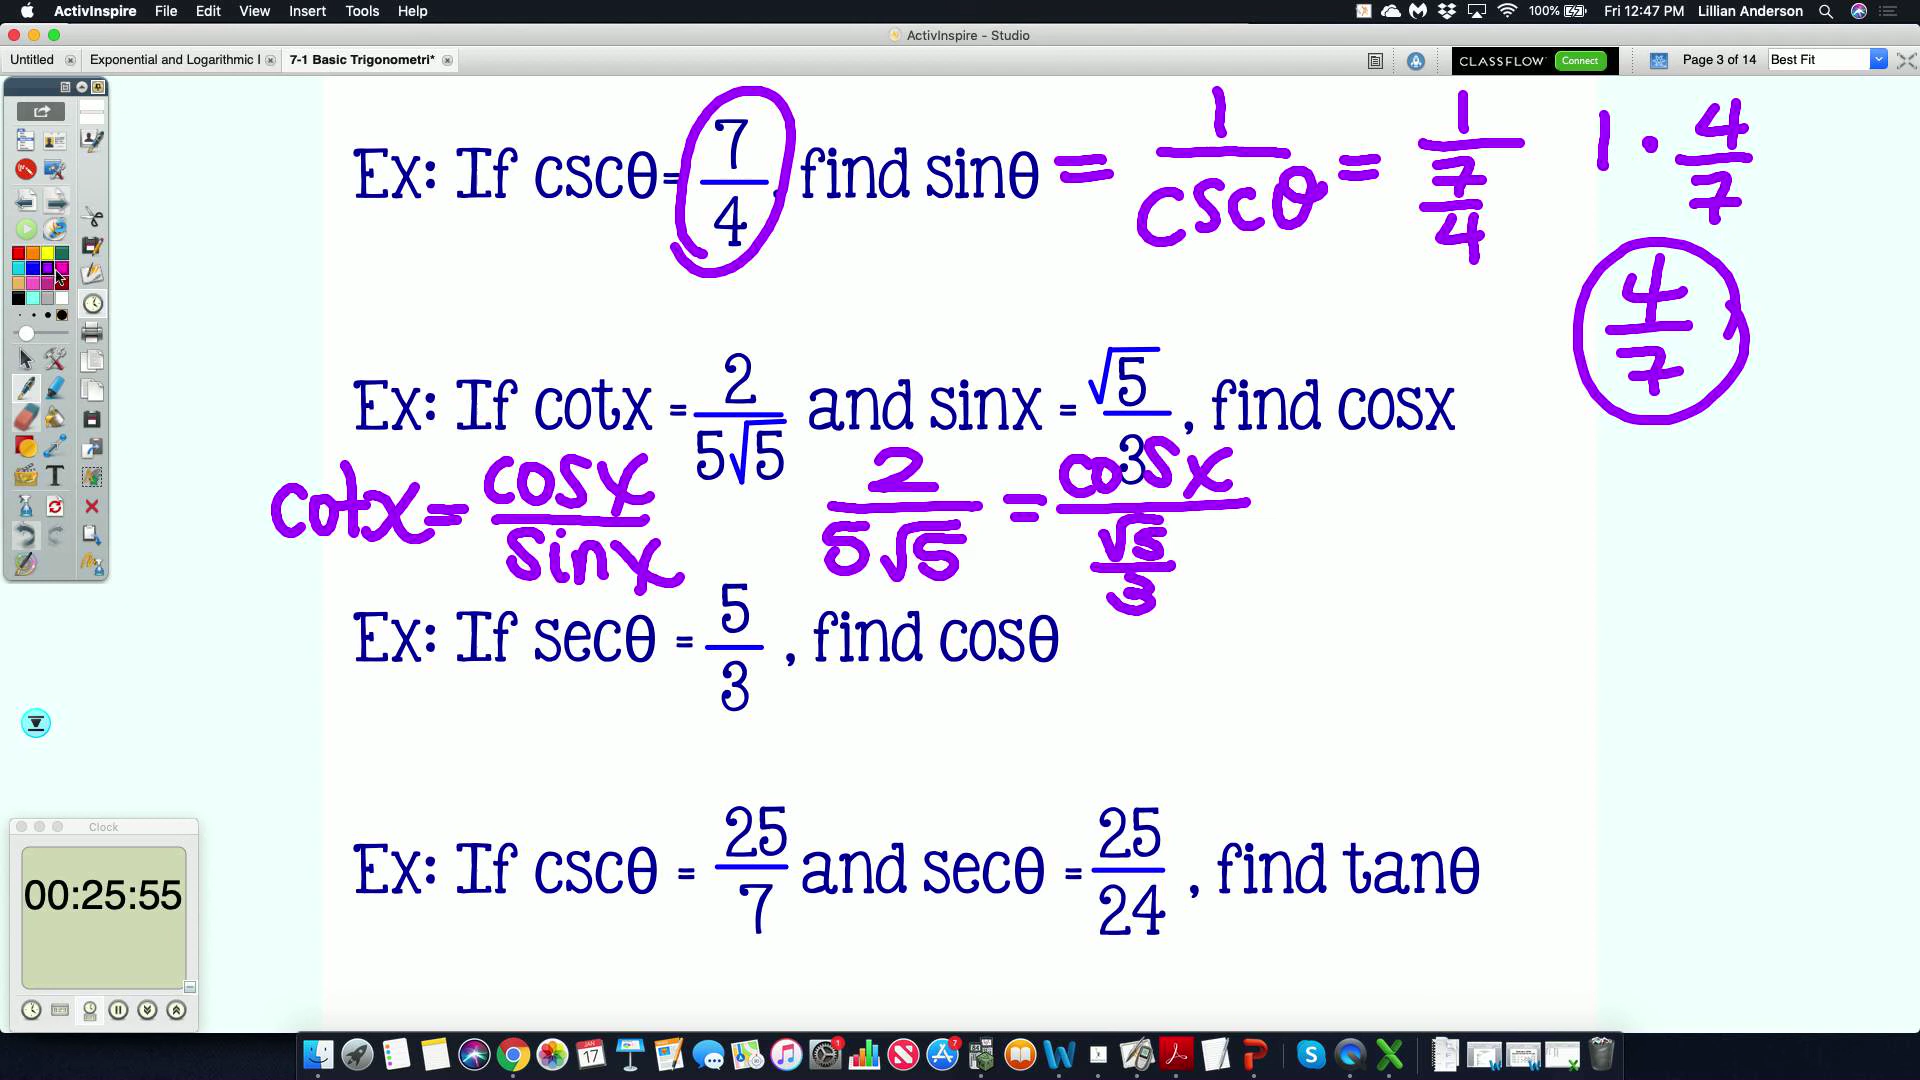 ActivInspire File Edit View Insert Tools Help 100% Fri 12:47 PM Lillian Anderson
ActivInspire - Studio
Untitled Exponential and Logarithmic I 7-1 Basic Trigonometri* CLASSFLOW Connect Page 3 of 14 Best Fit
Ex: If cscθ= 7/4, find sinθ = 1/cscθ = 1/(7/4) 1 · 4/7
4/7
Ex: If cotx = 2/5√5 and sinx = √5/3, find cosx
cotx = cosx/sinx 2/5√5 = cosx/(√5/3)
Ex: If secθ = 5/3, find cosθ
Clock
00:25:55
Ex: If cscθ = 25/7 and secθ = 25/24, find tanθ
JAN
17
1
7